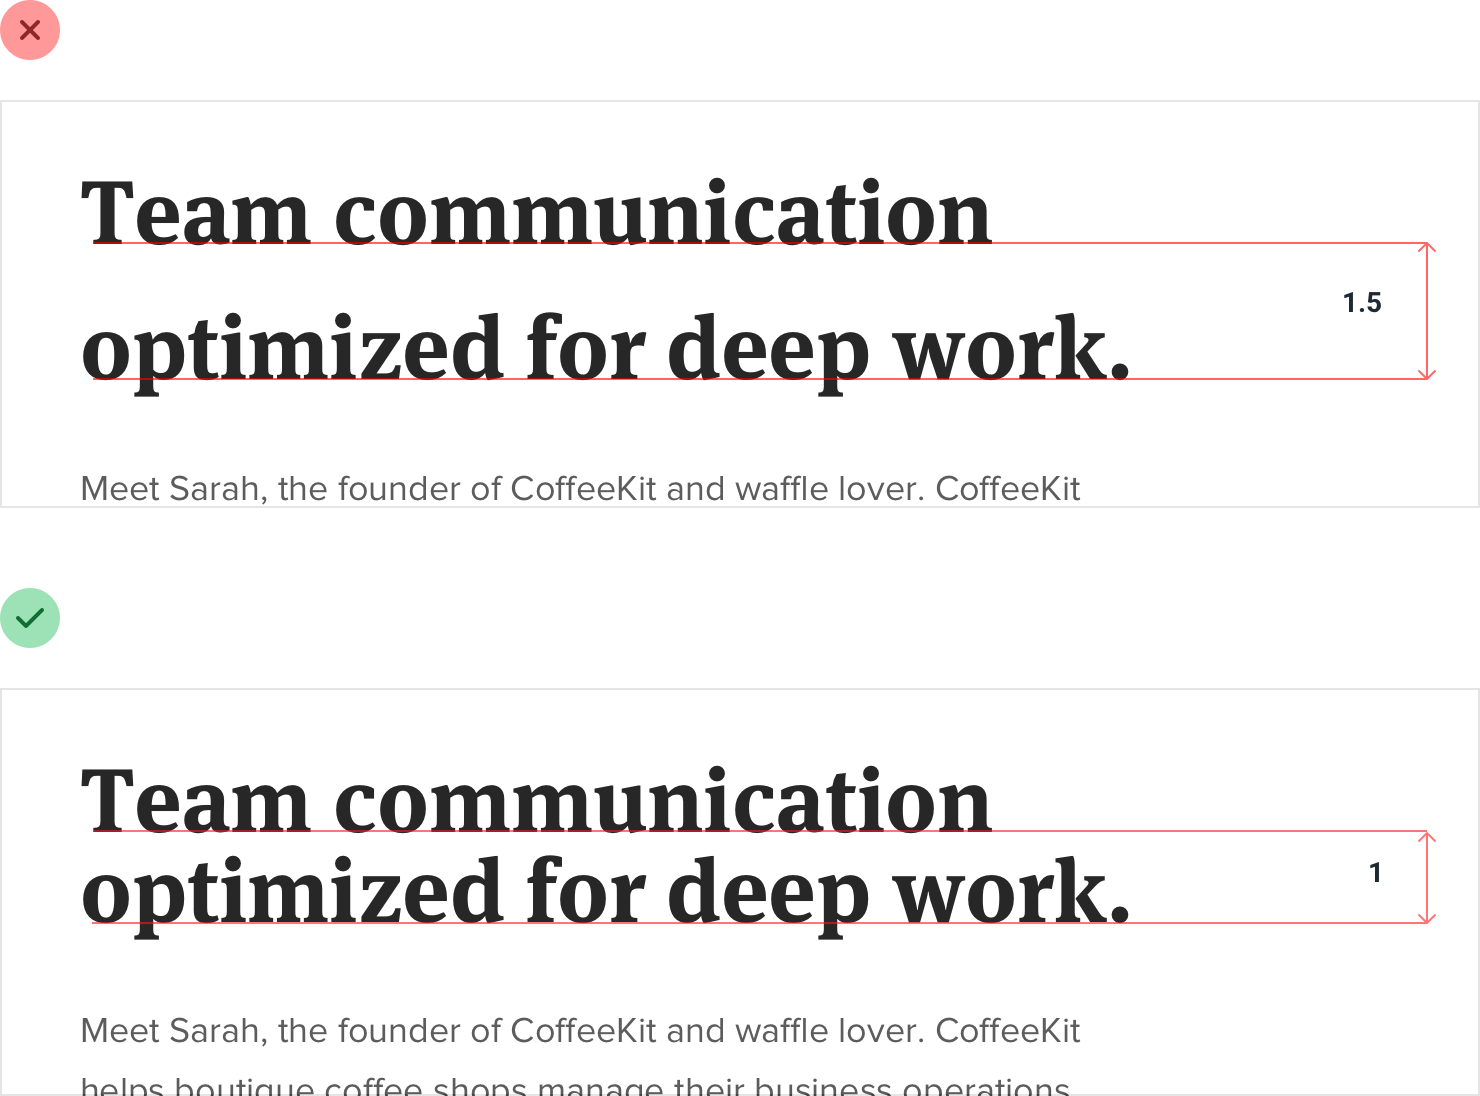 Team communication
1.5
optimized for deep work.
Meet Sarah, the founder of CoffeeKit and waffle lover. CoffeeKit
Team communication
1
optimized for deep work.
Meet Sarah, the founder of CoffeeKit and waffle lover. CoffeeKit
helps boutique coffee shops manage their business operations